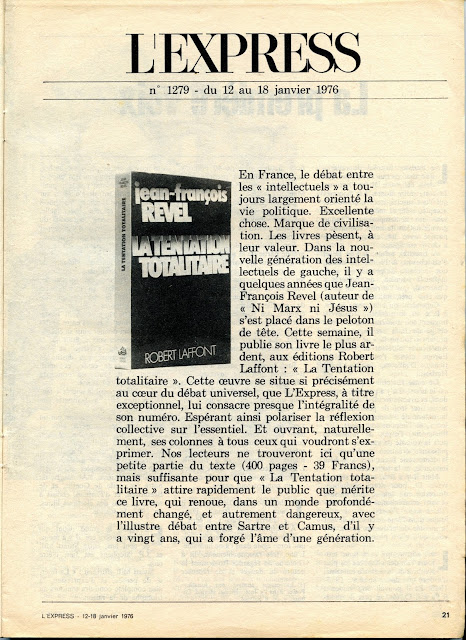 L'EXPRESS
n° 1279 - du 12 au 18 janvier 1976
jean-françois
REVEL
LA TENTATION
TOTALITAIRE
ROBERT LAFFONT
LA TENTATION TOTALITAIRE
En France, le débat entre
les « intellectuels » a tou-
jours largement orienté la
vie politique. Excellente
chose. Marque de civilisa-
tion. Les livres pèsent, à
leur valeur. Dans la nou-
velle génération des intel-
lectuels de gauche, il y a
quelques années que Jean-
François Revel (auteur de
« Ni Marx ni Jésus »)
s'est placé dans le peloton
de tête. Cette semaine, il
publie son livre le plus ar-
dent, aux éditions Robert
Laffont : « La Tentation
totalitaire ». Cette œuvre se situe si précisément
au cœur du débat universel, que L'Express, à titre
exceptionnel, lui consacre presque l'intégralité de
son numéro. Espérant ainsi polariser la réflexion
collective sur l'essentiel. Et ouvrant, naturelle-
ment, ses colonnes à tous ceux qui voudront s'ex-
primer. Nos lecteurs ne trouveront ici qu'une
petite partie du texte (400 pages - 39 Francs),
mais suffisante pour que « La Tentation tota-
litaire » attire rapidement le public que mérite
ce livre, qui renoue, dans un monde profondé-
ment changé, et autrement dangereux, avec
l'illustre débat entre Sartre et Camus, d'il y
a vingt ans, qui a forgé l'âme d'une génération.
L'EXPRESS - 12-18 janvier 1976
21